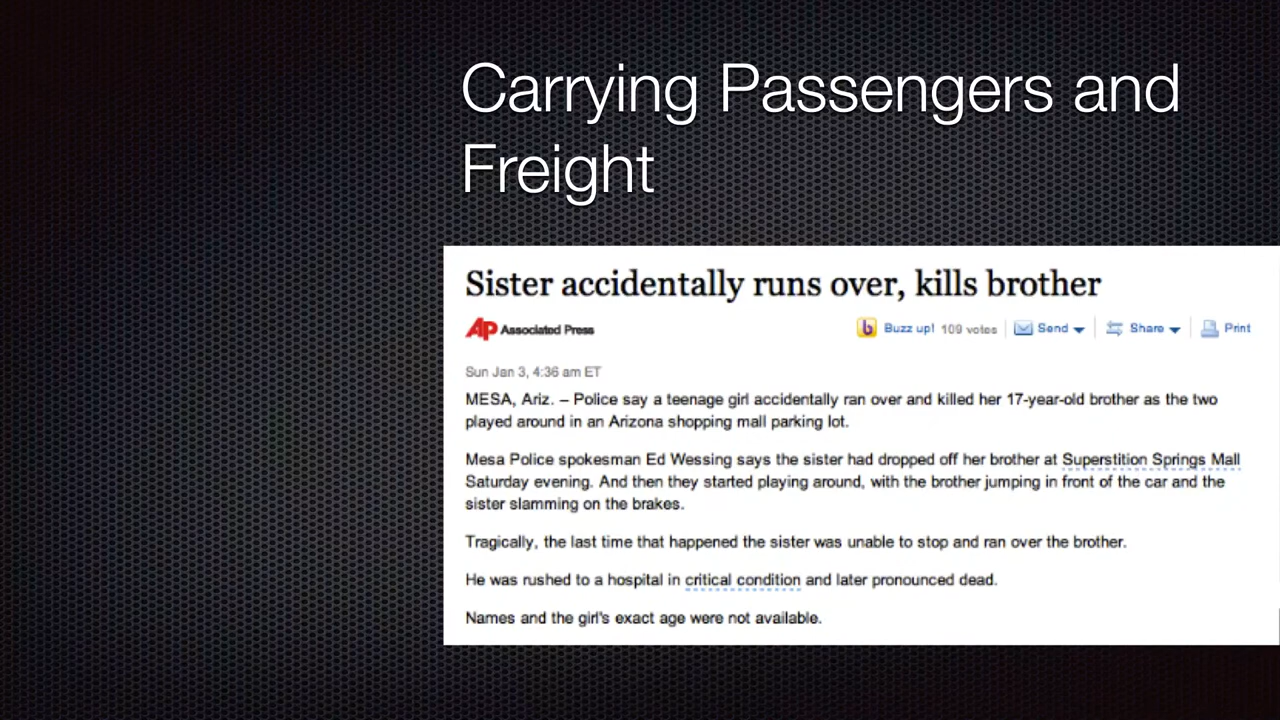 Carrying Passengers and
Freight
Sister accidentally runs over, kills brother
AP Associated Press
Buzz up! 109 votes Send Share Print
Sun Jan 3, 4:36 am ET
MESA, Ariz. – Police say a teenage girl accidentally ran over and killed her 17-year-old brother as the two
played around in an Arizona shopping mall parking lot.
Mesa Police spokesman Ed Wessing says the sister had dropped off her brother at Superstition Springs Mall
Saturday evening. And then they started playing around, with the brother jumping in front of the car and the
sister slamming on the brakes.
Tragically, the last time that happened the sister was unable to stop and ran over the brother.
He was rushed to a hospital in critical condition and later pronounced dead.
Names and the girl's exact age were not available.